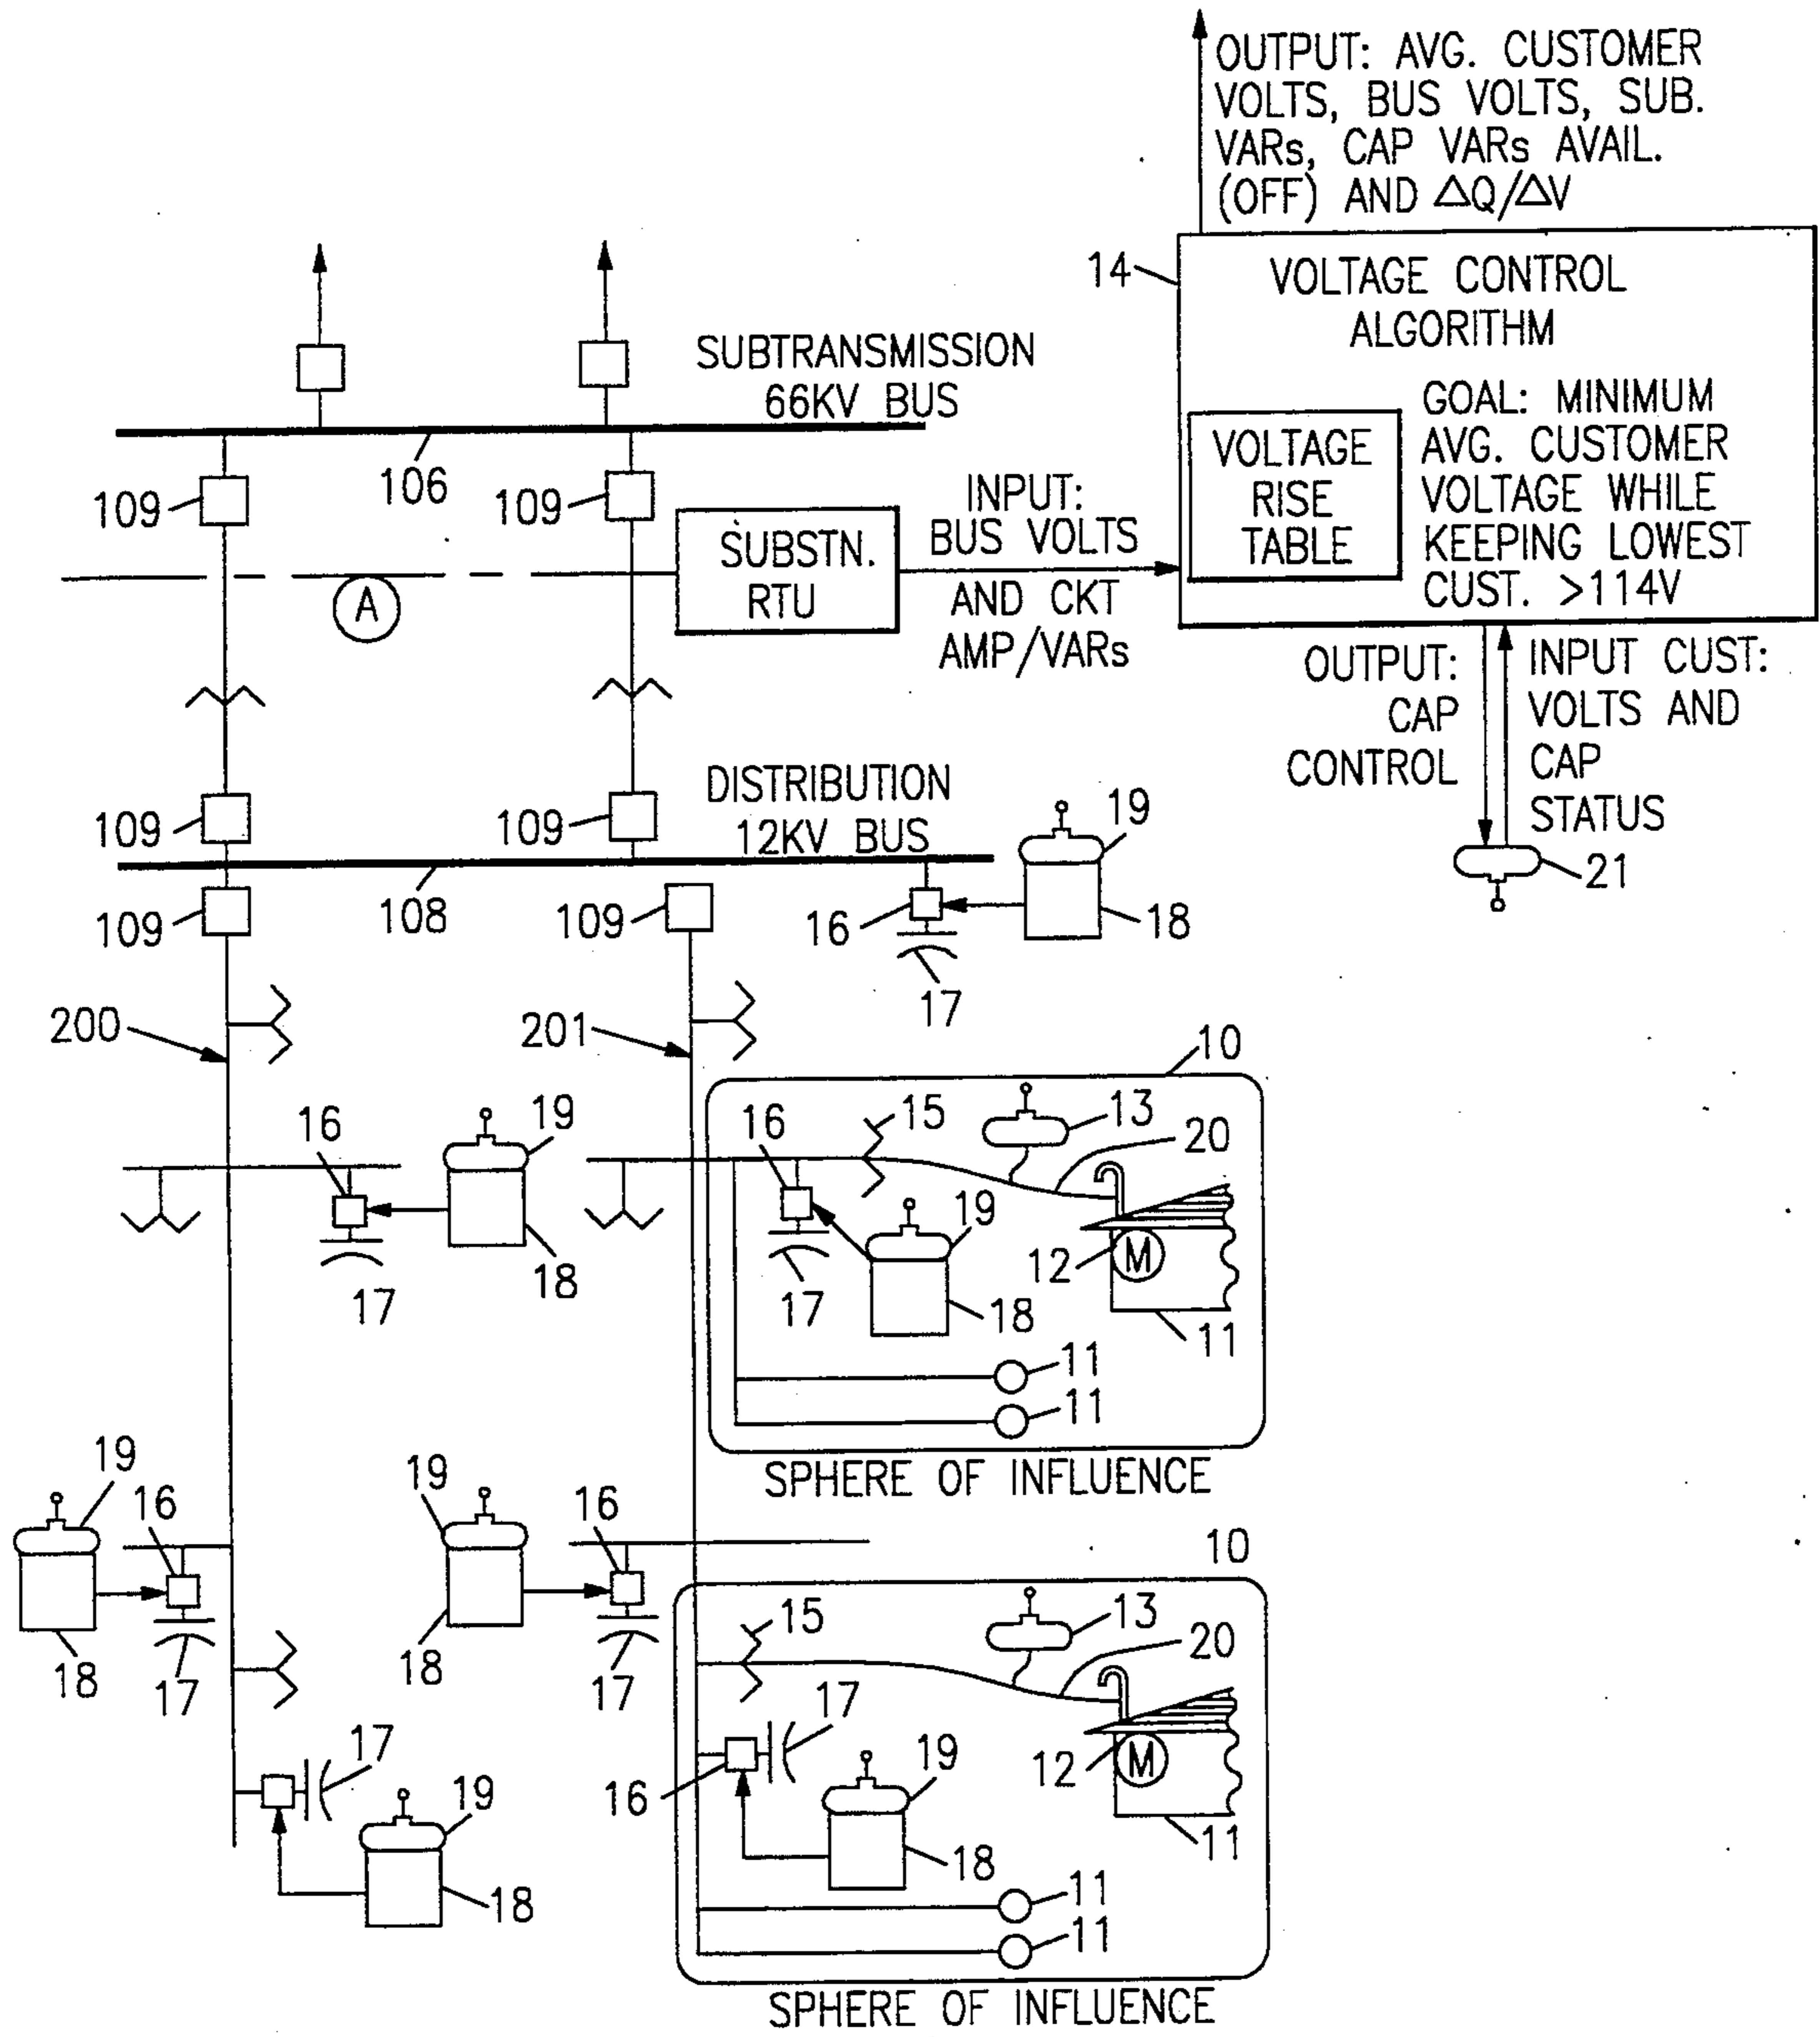 OUTPUT: AVG. CUSTOMER
VOLTS, BUS VOLTS, SUB.
VARs, CAP VARs AVAIL.
(OFF) AND △Q/△V
14
VOLTAGE CONTROL
ALGORITHM
GOAL: MINIMUM
AVG. CUSTOMER
VOLTAGE WHILE
KEEPING LOWEST
CUST. >114V
VOLTAGE
RISE
TABLE
SUBTRANSMISSION
66KV BUS
106
109
109
SUBSTN.
RTU
INPUT:
BUS VOLTS
AND CKT
AMP/VARs
A
OUTPUT:
CAP
CONTROL
INPUT CUST:
VOLTS AND
CAP
STATUS
21
DISTRIBUTION
12KV BUS
109
109
19
108
109
109
16
18
17
200
201
10
16
19
16
15
13
20
19
12
M
18
17
17
18
11
11
11
SPHERE OF INFLUENCE
19
16
19
16
10
15
13
20
18
17
18
17
17
19
12
M
16
11
17
19
18
18
11
11
SPHERE OF INFLUENCE